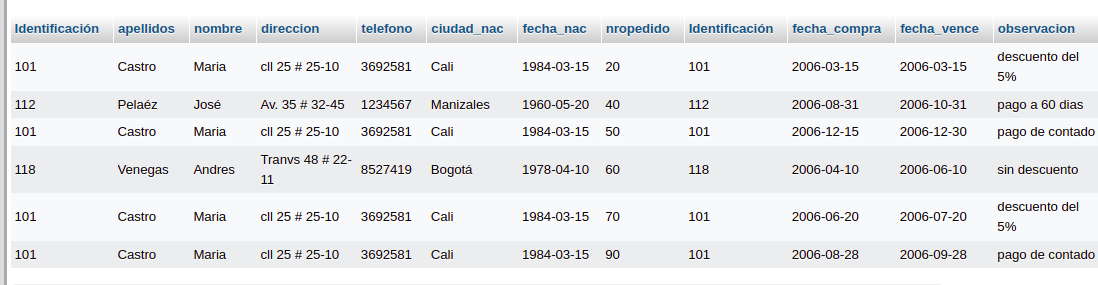 Identificación apellidos nombre direccion telefono ciudad_nac fecha_nac nropedido Identificación fecha_compra fecha_vence observacion
101 Castro Maria cll 25 # 25-10 3692581 Cali 1984-03-15 20 101 2006-03-15 2006-03-15 descuento del
5%
112 Pelaéz José Av. 35 # 32-45 1234567 Manizales 1960-05-20 40 112 2006-08-31 2006-10-31 pago a 60 dias
101 Castro Maria cll 25 # 25-10 3692581 Cali 1984-03-15 50 101 2006-12-15 2006-12-30 pago de contado
118 Venegas Andres Tranvs 48 # 22-
11 8527419 Bogotá 1978-04-10 60 118 2006-04-10 2006-06-10 sin descuento
101 Castro Maria cll 25 # 25-10 3692581 Cali 1984-03-15 70 101 2006-06-20 2006-07-20 descuento del
5%
101 Castro Maria cll 25 # 25-10 3692581 Cali 1984-03-15 90 101 2006-08-28 2006-09-28 pago de contado